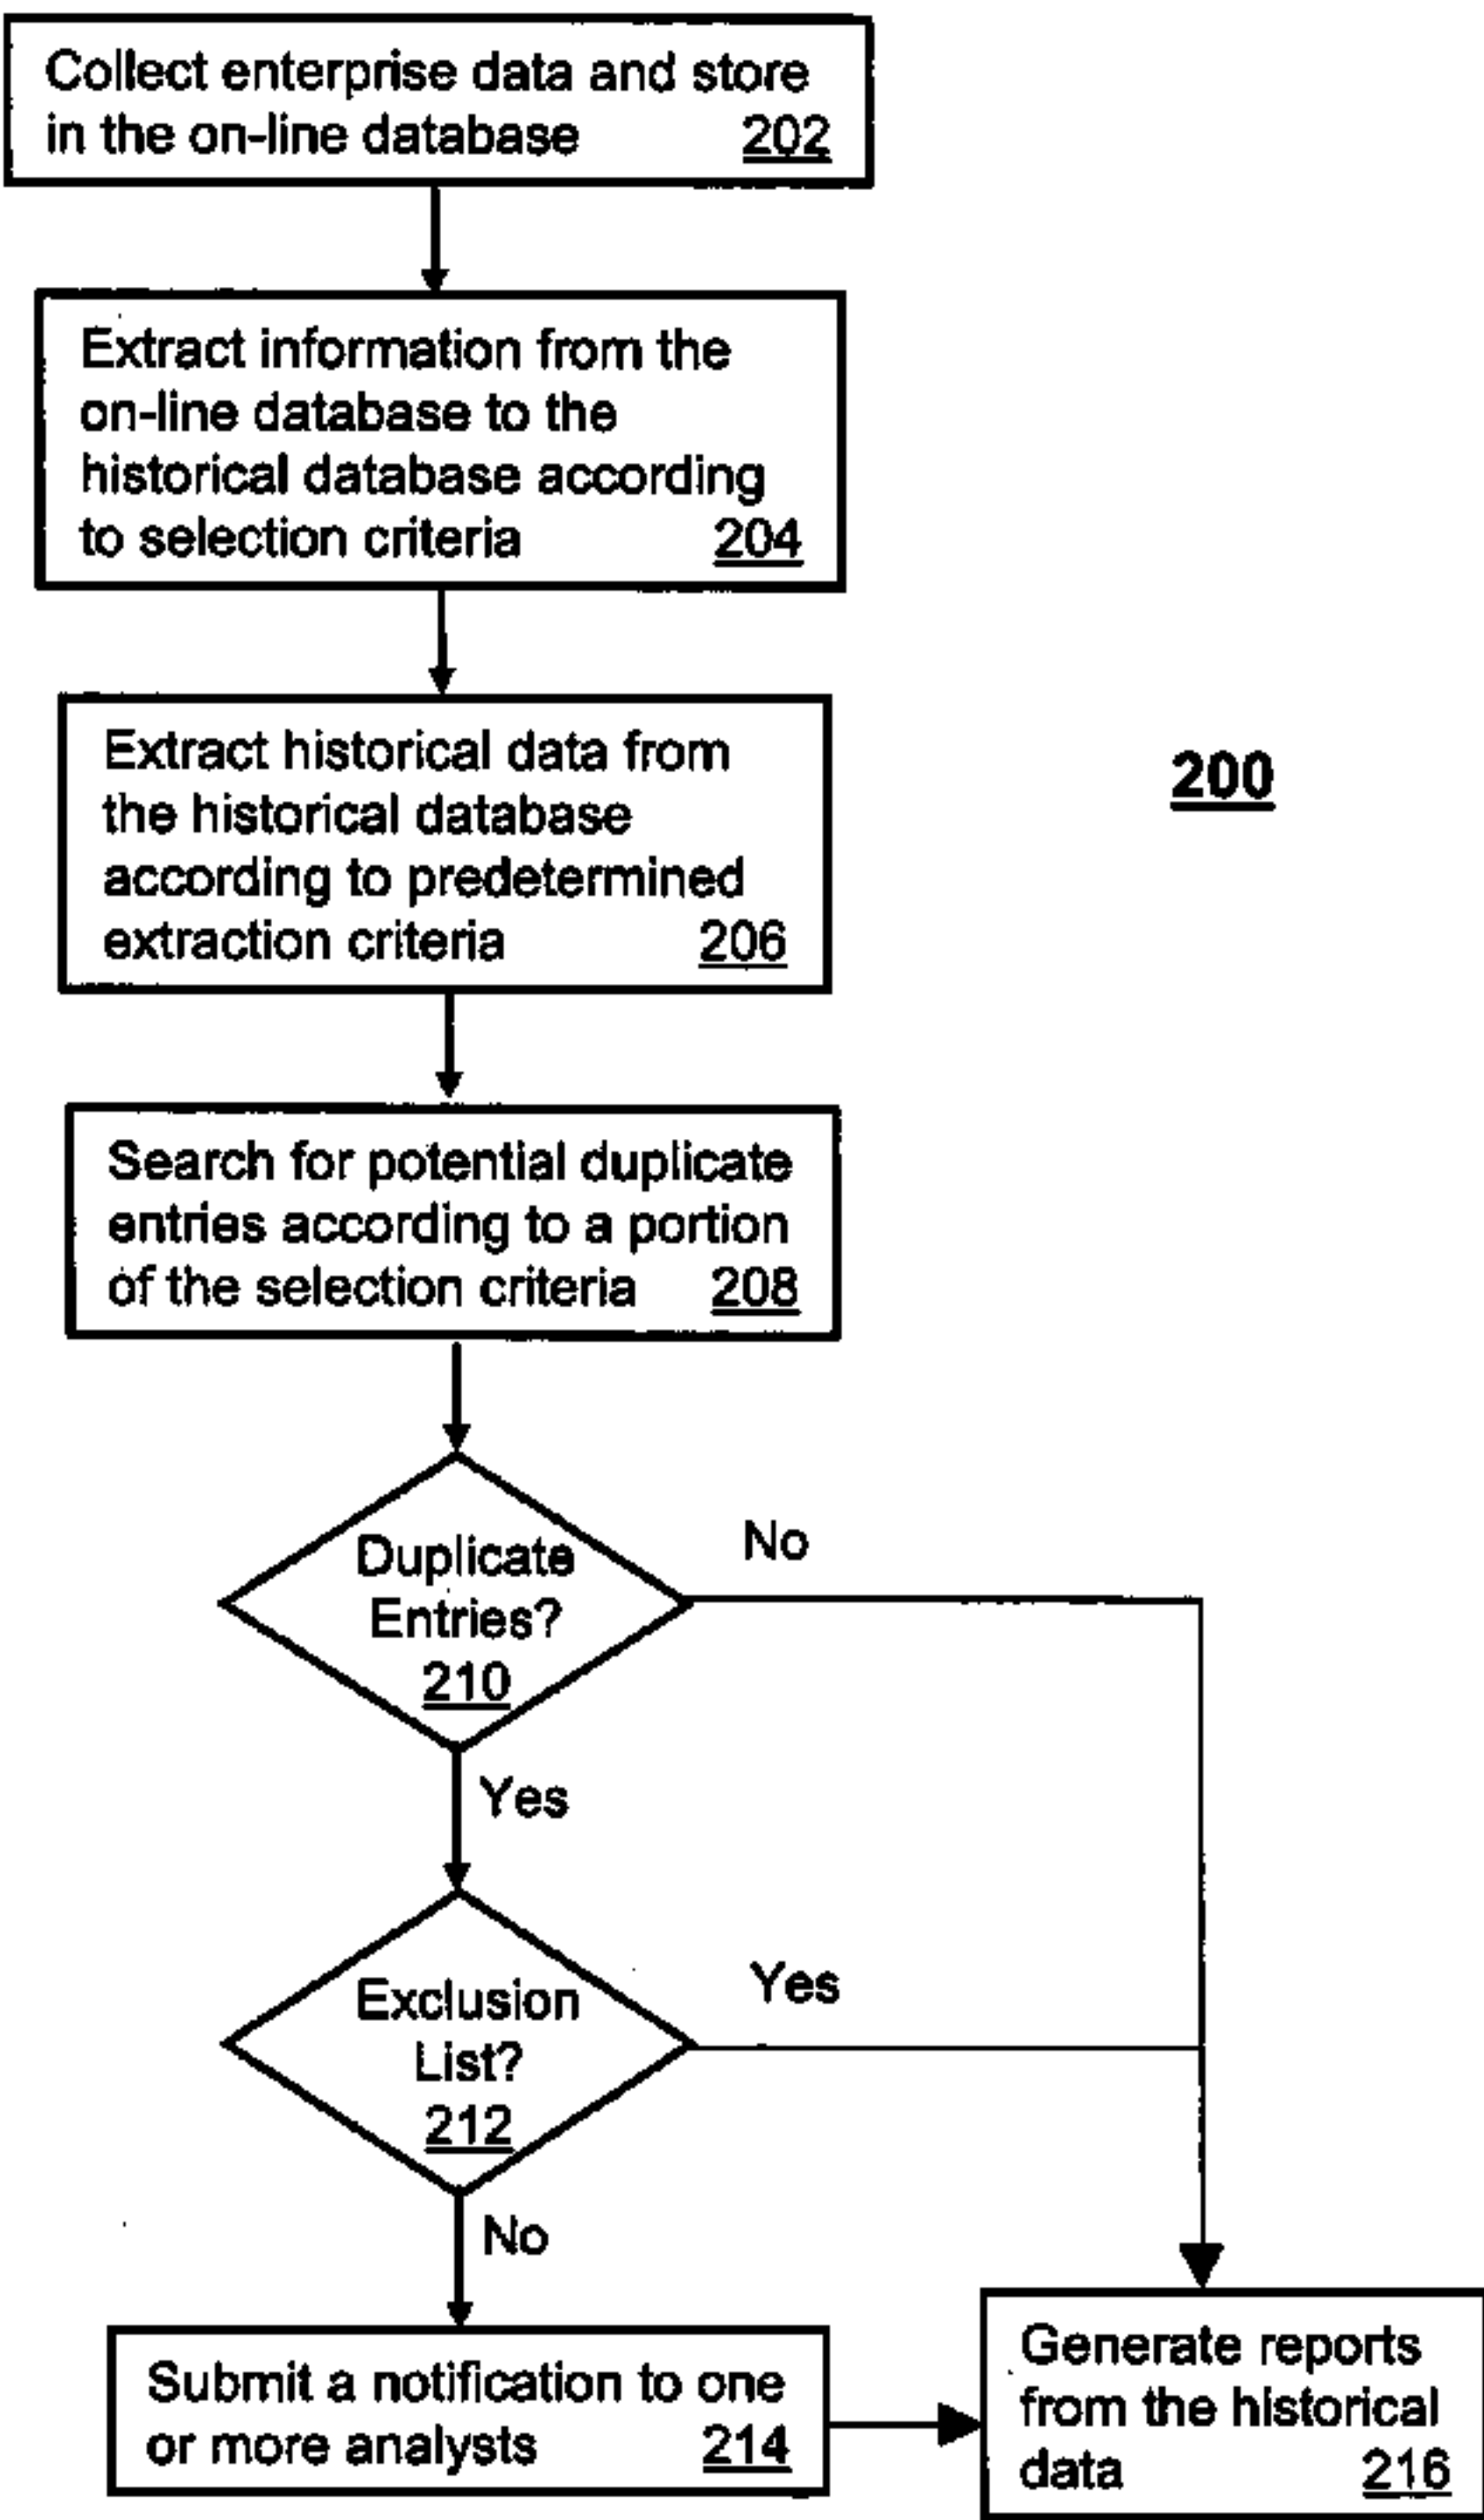 Collect enterprise data and store
in the on-line database 202
Extract information from the
on-line database to the
historical database according
to selection criteria 204
Extract historical data from
the historical database
according to predetermined
extraction criteria 206
200
Search for potential duplicate
entries according to a portion
of the selection criteria 208
Duplicate
Entries?
210
No
Yes
Exclusion
List?
212
Yes
No
Submit a notification to one
or more analysts 214
Generate reports
from the historical
data 216